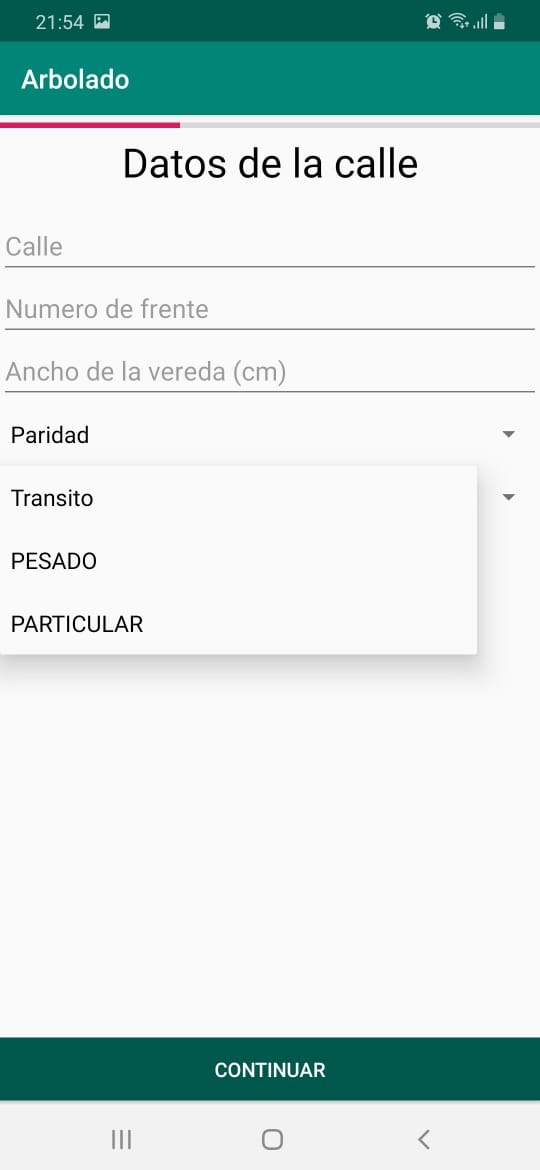 21:54
Arbolado
Datos de la calle
Calle
Numero de frente
Ancho de la vereda (cm)
Paridad
Transito
PESADO
PARTICULAR
CONTINUAR